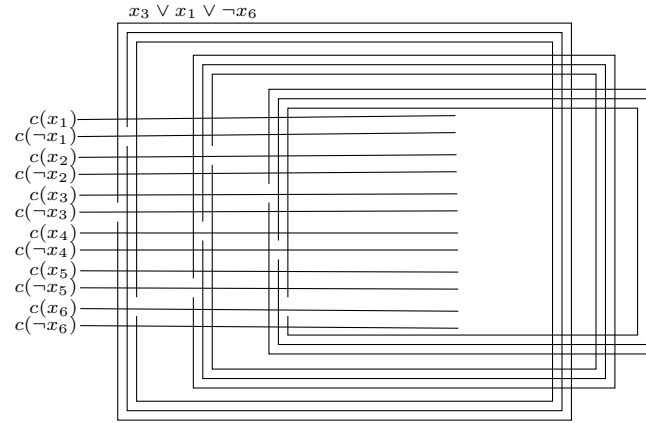 x₃ ∨ x₁ ∨ ¬x₆
c(x₁)
c(¬x₁)
c(x₂)
c(¬x₂)
c(x₃)
c(¬x₃)
c(x₄)
c(¬x₄)
c(x₅)
c(¬x₅)
c(x₆)
c(¬x₆)